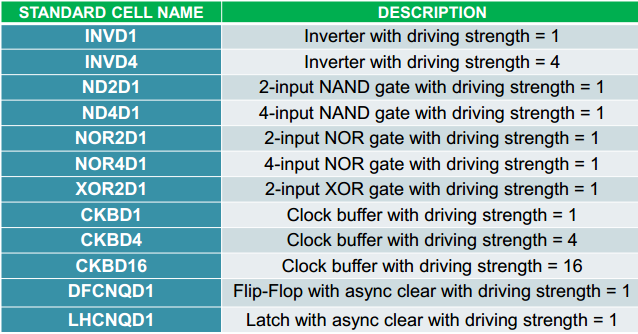 STANDARD CELL NAME DESCRIPTION
INVD1 Inverter with driving strength = 1
INVD4 Inverter with driving strength = 4
ND2D1 2-input NAND gate with driving strength = 1
ND4D1 4-input NAND gate with driving strength = 1
NOR2D1 2-input NOR gate with driving strength = 1
NOR4D1 4-input NOR gate with driving strength = 1
XOR2D1 2-input XOR gate with driving strength = 1
CKBD1 Clock buffer with driving strength = 1
CKBD4 Clock buffer with driving strength = 4
CKBD16 Clock buffer with driving strength = 16
DFCNQD1 Flip-Flop with async clear with driving strength = 1
LHCNQD1 Latch with async clear with driving strength = 1